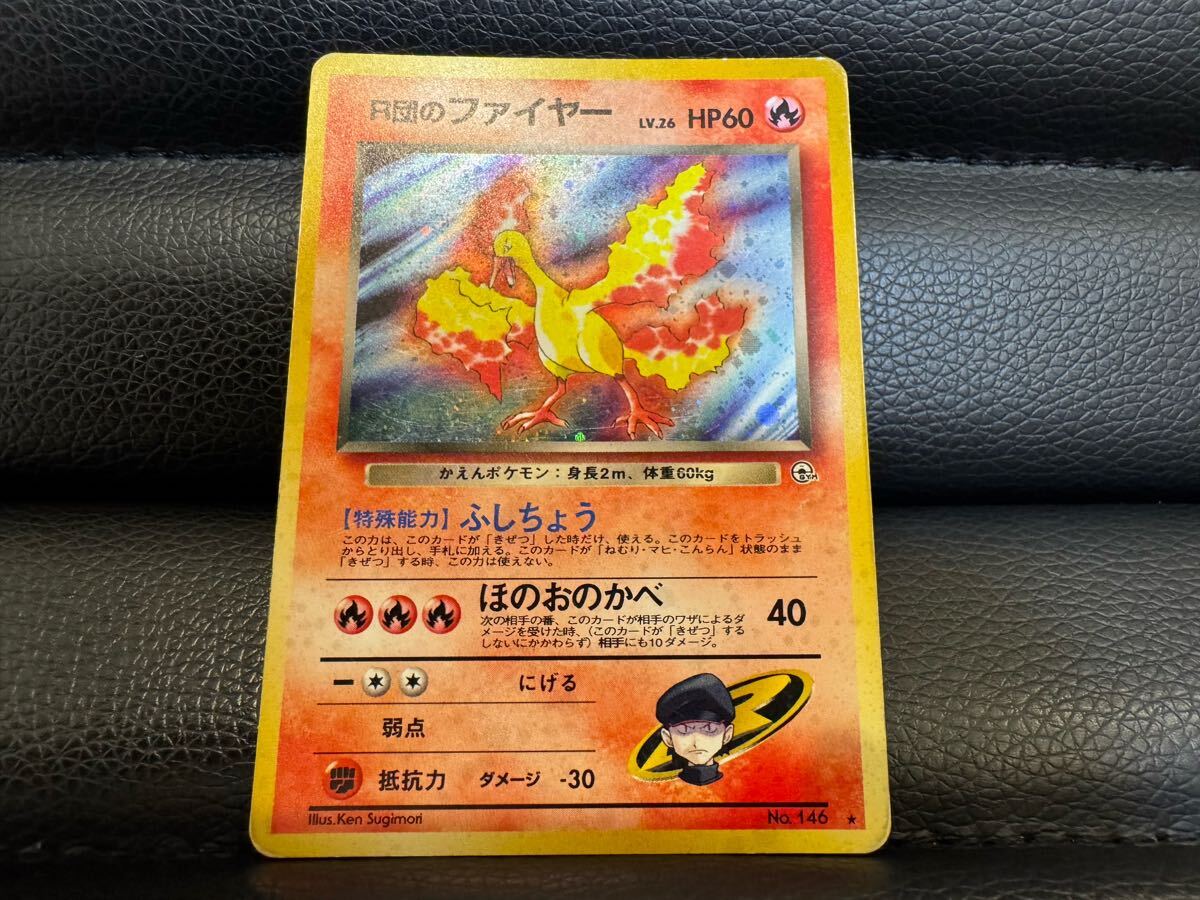 R団のファイヤー LV.26 HP60
かえんポケモン：身長2m、体重60kg
GYM
【特殊能力】ふしちょう
この力は、このカードが「きぜつ」した時だけ、使える。このカードをトラッシュ
からとり出し、手札に加える。このカードが「ねむり・マヒ・こんらん」状態のまま
「きぜつ」する時、この力は使えない。
ほのおのかべ 40
次の相手の番、このカードが相手のワザによるダ
メージを受けた時、（このカードが「きぜつ」する
しないにかかわらず）相手にも10ダメージ。
にげる
弱点
抵抗力 ダメージ -30
R
Illus.Ken Sugimori No. 146 ★